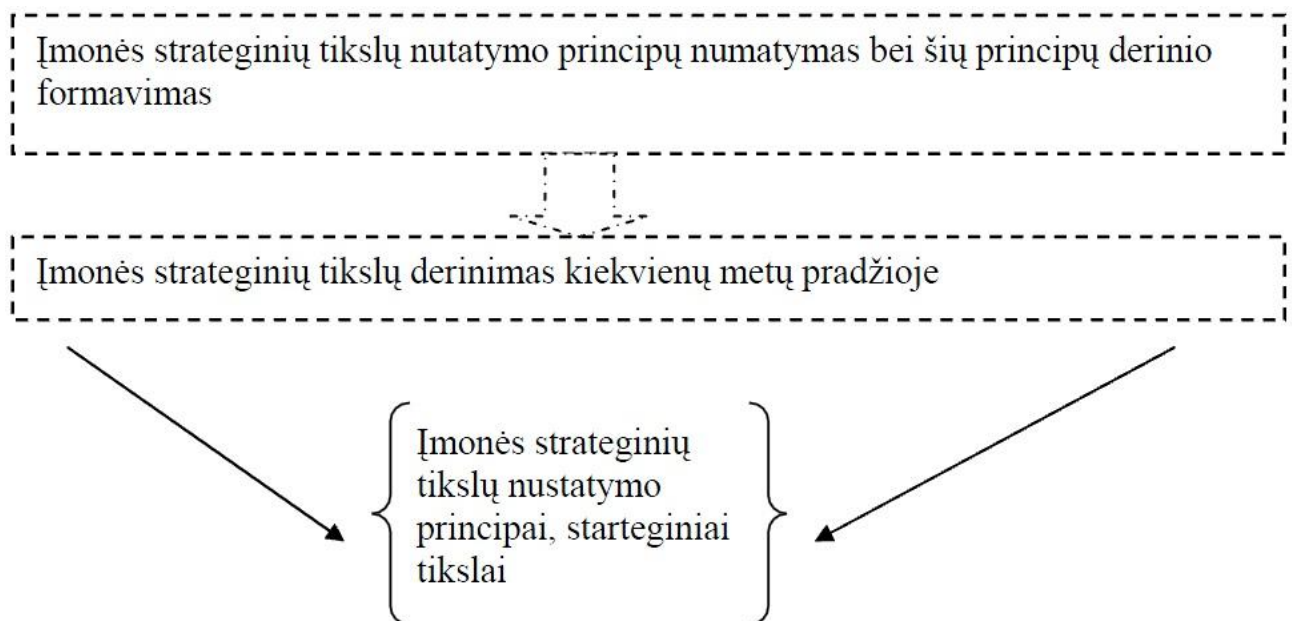 Įmonės strateginių tikslų nutatymo principų numatymas bei šių principų derinio
formavimas
Įmonės strateginių tikslų derinimas kiekvienų metų pradžioje
Įmonės strateginių
tikslų nustatymo
principai, starteginiai
tikslai